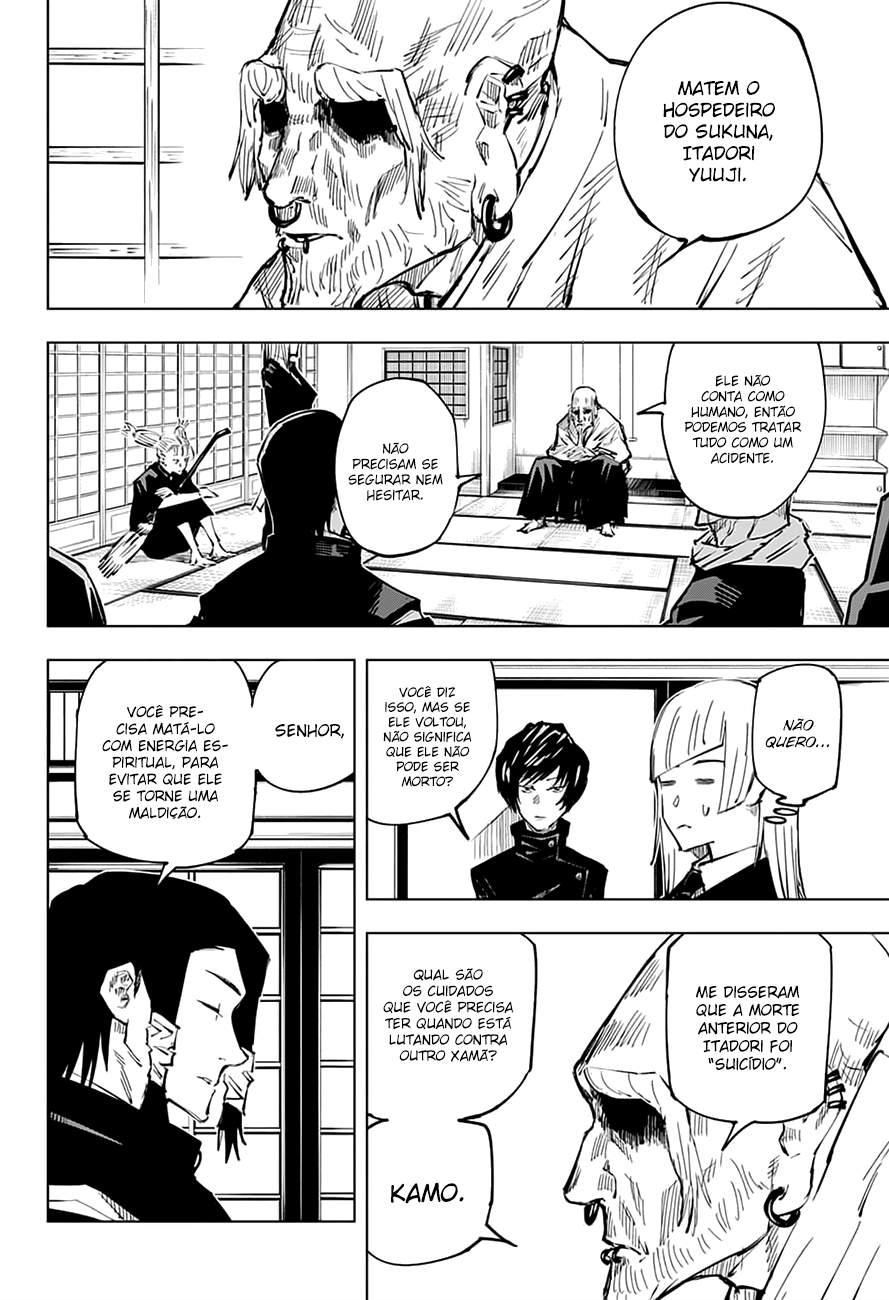 MATEM O
HOSPEDEIRO
DO SUKUNA,
ITADORI
YUUJI.
ELE NÃO
CONTA COMO
HUMANO, ENTÃO
PODEMOS TRATAR
TUDO COMO UM
ACIDENTE.
NÃO
PRECISAM SE
SEGURAR NEM
HESITAR.
NÃO
QUERO...
VOCÊ DIZ
ISSO, MAS SE
ELE VOLTOU,
NÃO SIGNIFICA
QUE ELE NÃO
PODE SER
MORTO?
ME DISSERAM
QUE A MORTE
ANTERIOR DO
ITADORI FOI
"SUICÍDIO".
QUAL SÃO
OS CUIDADOS
QUE VOCÊ PRECISA
TER QUANDO ESTÁ
LUTANDO CONTRA
OUTRO XAMÃ?
KAMO.
SENHOR,
VOCÊ PRE-
CISA MATÁ-LO
COM ENERGIA ES-
PIRITUAL, PARA
EVITAR QUE ELE
SE TORNE UMA
MALDIÇÃO.